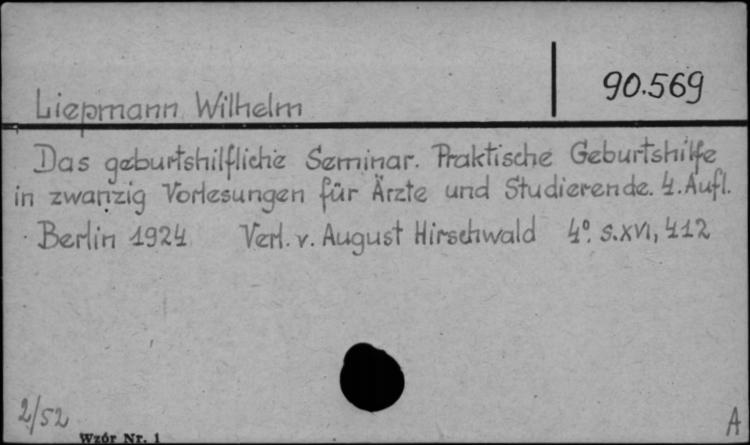 90.569
Liepmann Wilhelm
Das geburtshilfliche Seminar. Praktische Geburtshilfe
in zwanzig Vorlesungen für Ärzte und Studierende. 4. Aufl.
Berlin 1924 Verl. v. August Hirschwald 4º. S. XVI, 412
2/52
Wzór Nr. 1
A